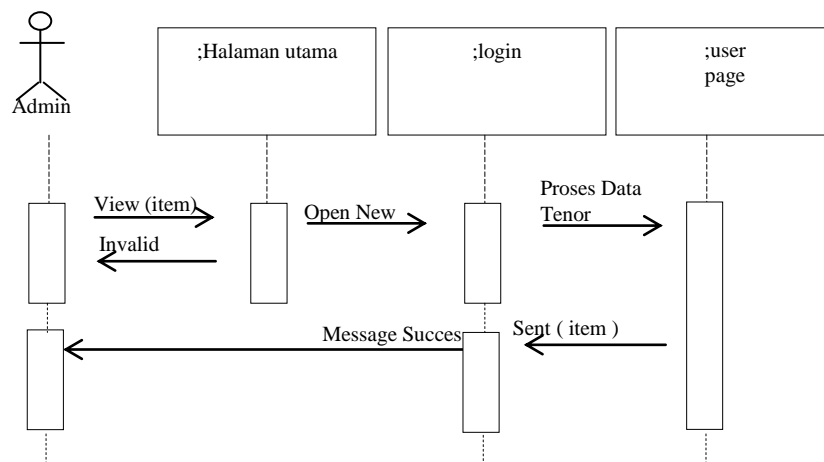 ;Halaman utama
;login
;user
page
Admin
View (item)
Open New
Proses Data
Tenor
Invalid
Message Succes
Sent ( item )